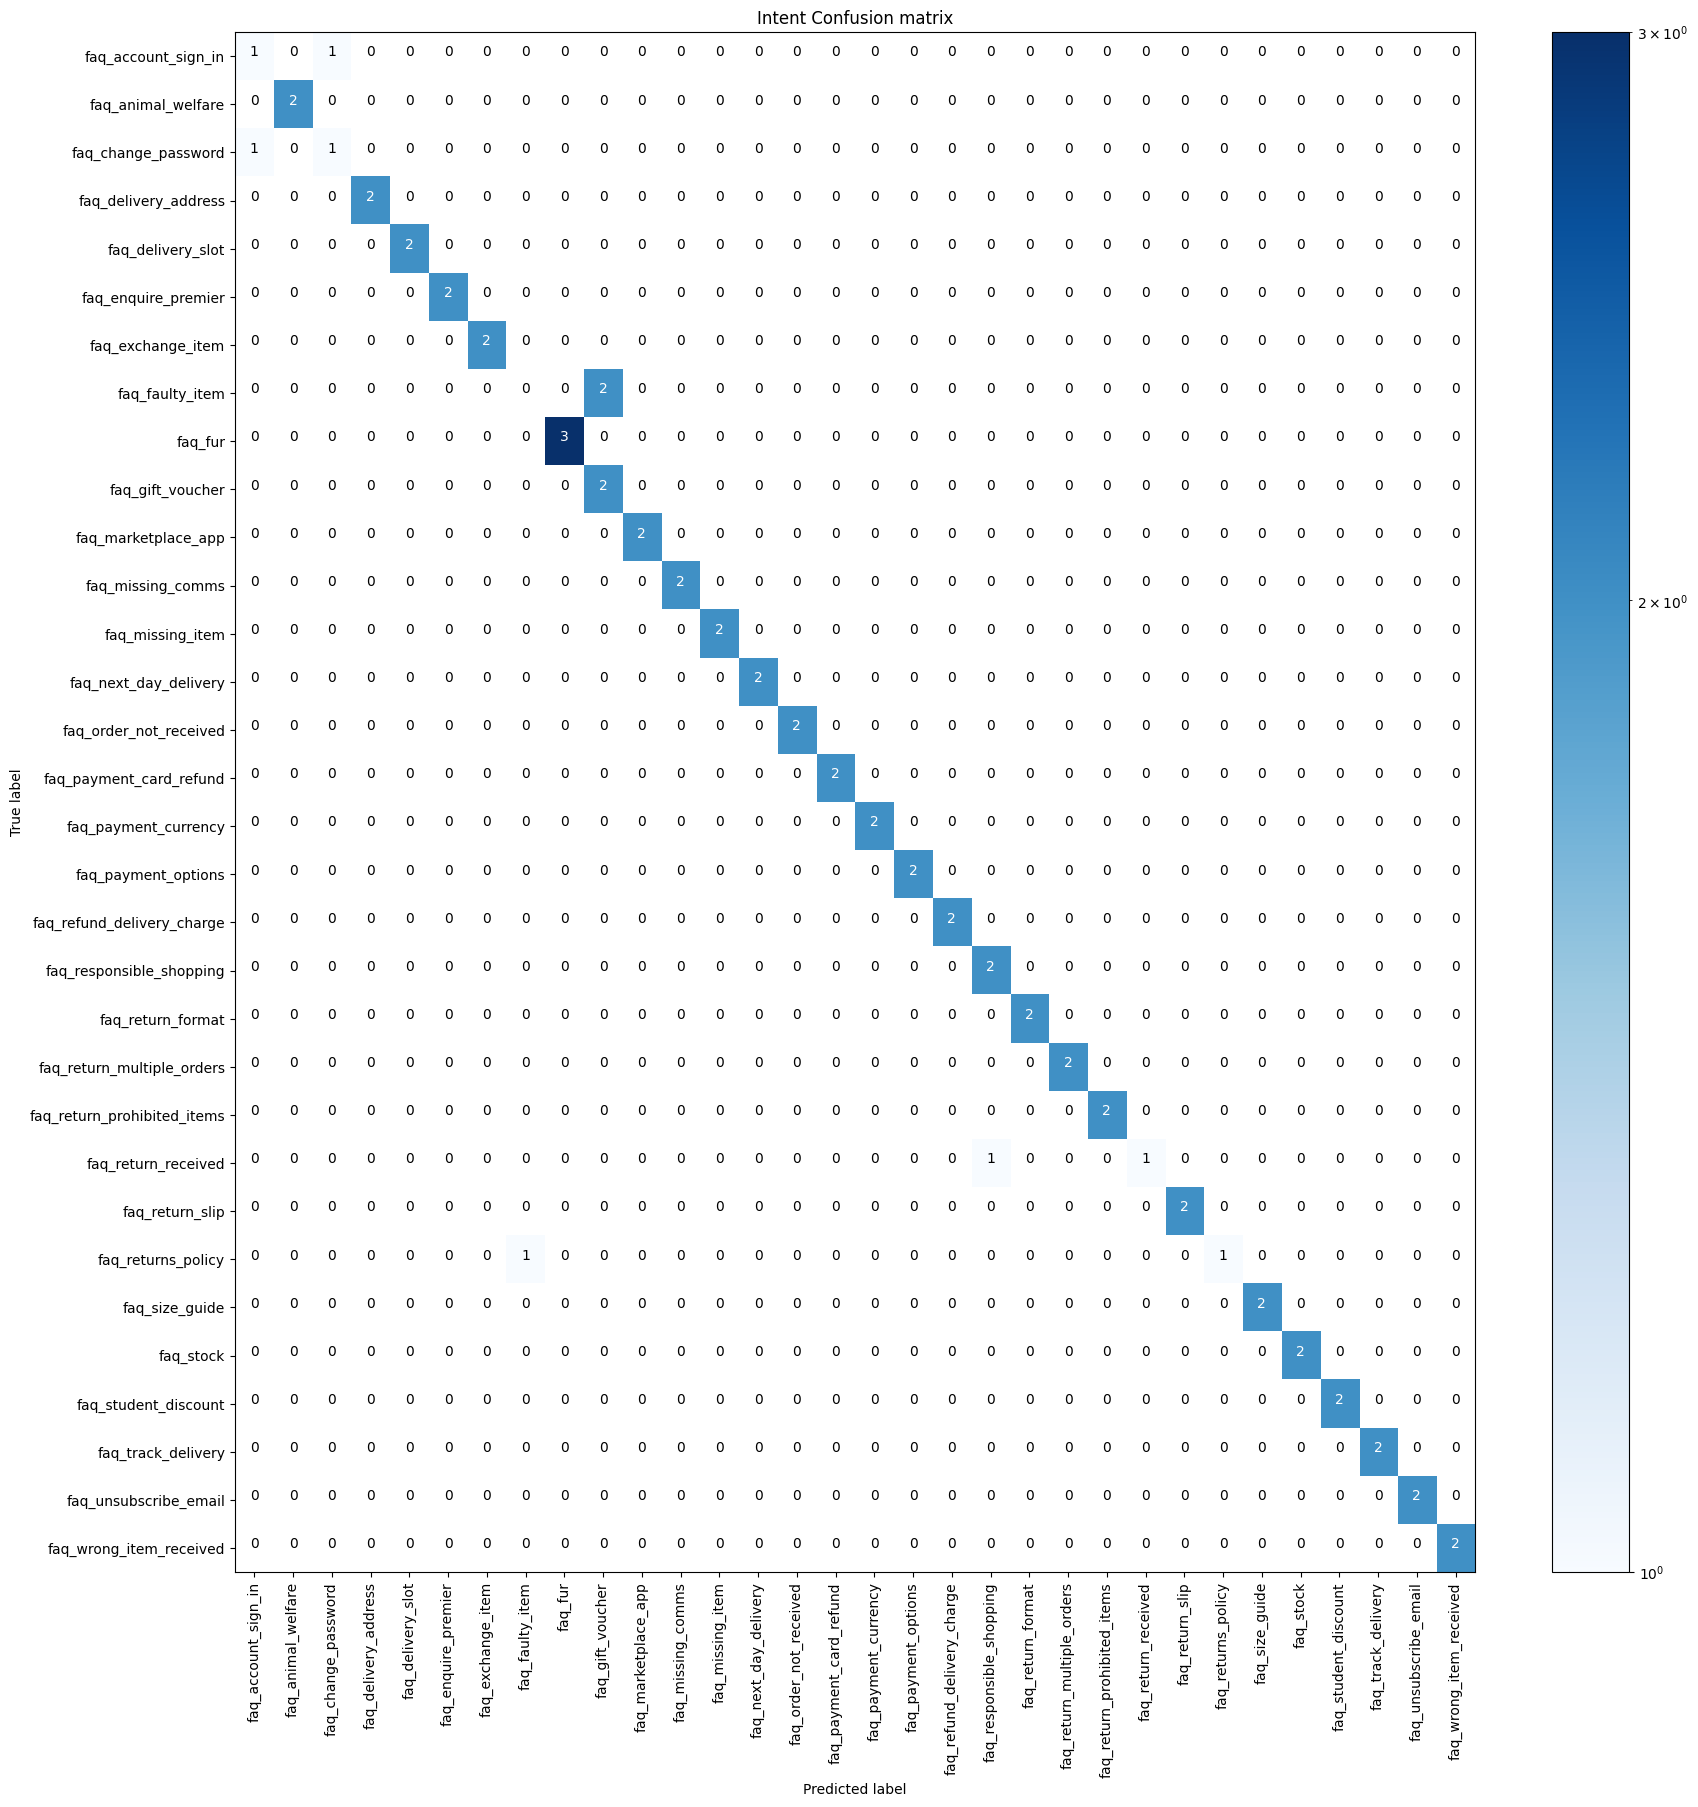 Intent Confusion matrix
3 × 10⁰
faq_account_sign_in 1 0 1 0 0 0 0 0 0 0 0 0 0 0 0 0 0 0 0 0 0 0 0 0 0 0 0 0 0 0 0 0
faq_animal_welfare 0 2 0 0 0 0 0 0 0 0 0 0 0 0 0 0 0 0 0 0 0 0 0 0 0 0 0 0 0 0 0 0
faq_change_password 1 0 1 0 0 0 0 0 0 0 0 0 0 0 0 0 0 0 0 0 0 0 0 0 0 0 0 0 0 0 0 0
faq_delivery_address 0 0 0 2 0 0 0 0 0 0 0 0 0 0 0 0 0 0 0 0 0 0 0 0 0 0 0 0 0 0 0 0
faq_delivery_slot 0 0 0 0 2 0 0 0 0 0 0 0 0 0 0 0 0 0 0 0 0 0 0 0 0 0 0 0 0 0 0 0
faq_enquire_premier 0 0 0 0 0 2 0 0 0 0 0 0 0 0 0 0 0 0 0 0 0 0 0 0 0 0 0 0 0 0 0 0
faq_exchange_item 0 0 0 0 0 0 2 0 0 0 0 0 0 0 0 0 0 0 0 0 0 0 0 0 0 0 0 0 0 0 0 0
faq_faulty_item 0 0 0 0 0 0 0 0 0 2 0 0 0 0 0 0 0 0 0 0 0 0 0 0 0 0 0 0 0 0 0 0
faq_fur 0 0 0 0 0 0 0 0 3 0 0 0 0 0 0 0 0 0 0 0 0 0 0 0 0 0 0 0 0 0 0 0
faq_gift_voucher 0 0 0 0 0 0 0 0 0 2 0 0 0 0 0 0 0 0 0 0 0 0 0 0 0 0 0 0 0 0 0 0
faq_marketplace_app 0 0 0 0 0 0 0 0 0 0 2 0 0 0 0 0 0 0 0 0 0 0 0 0 0 0 0 0 0 0 0 0
faq_missing_comms 0 0 0 0 0 0 0 0 0 0 0 2 0 0 0 0 0 0 0 0 0 0 0 0 0 0 0 0 0 0 0 0
2 × 10⁰
faq_missing_item 0 0 0 0 0 0 0 0 0 0 0 0 2 0 0 0 0 0 0 0 0 0 0 0 0 0 0 0 0 0 0 0
faq_next_day_delivery 0 0 0 0 0 0 0 0 0 0 0 0 0 2 0 0 0 0 0 0 0 0 0 0 0 0 0 0 0 0 0 0
faq_order_not_received 0 0 0 0 0 0 0 0 0 0 0 0 0 0 2 0 0 0 0 0 0 0 0 0 0 0 0 0 0 0 0 0
faq_payment_card_refund 0 0 0 0 0 0 0 0 0 0 0 0 0 0 0 2 0 0 0 0 0 0 0 0 0 0 0 0 0 0 0 0
True label
faq_payment_currency 0 0 0 0 0 0 0 0 0 0 0 0 0 0 0 0 2 0 0 0 0 0 0 0 0 0 0 0 0 0 0 0
faq_payment_options 0 0 0 0 0 0 0 0 0 0 0 0 0 0 0 0 0 2 0 0 0 0 0 0 0 0 0 0 0 0 0 0
faq_refund_delivery_charge 0 0 0 0 0 0 0 0 0 0 0 0 0 0 0 0 0 0 2 0 0 0 0 0 0 0 0 0 0 0 0 0
faq_responsible_shopping 0 0 0 0 0 0 0 0 0 0 0 0 0 0 0 0 0 0 0 2 0 0 0 0 0 0 0 0 0 0 0 0
faq_return_format 0 0 0 0 0 0 0 0 0 0 0 0 0 0 0 0 0 0 0 0 2 0 0 0 0 0 0 0 0 0 0 0
faq_return_multiple_orders 0 0 0 0 0 0 0 0 0 0 0 0 0 0 0 0 0 0 0 0 0 2 0 0 0 0 0 0 0 0 0 0
faq_return_prohibited_items 0 0 0 0 0 0 0 0 0 0 0 0 0 0 0 0 0 0 0 0 0 0 2 0 0 0 0 0 0 0 0 0
faq_return_received 0 0 0 0 0 0 0 0 0 0 0 0 0 0 0 0 0 0 0 1 0 0 0 1 0 0 0 0 0 0 0 0
faq_return_slip 0 0 0 0 0 0 0 0 0 0 0 0 0 0 0 0 0 0 0 0 0 0 0 0 2 0 0 0 0 0 0 0
faq_returns_policy 0 0 0 0 0 0 0 1 0 0 0 0 0 0 0 0 0 0 0 0 0 0 0 0 0 1 0 0 0 0 0 0
faq_size_guide 0 0 0 0 0 0 0 0 0 0 0 0 0 0 0 0 0 0 0 0 0 0 0 0 0 0 2 0 0 0 0 0
faq_stock 0 0 0 0 0 0 0 0 0 0 0 0 0 0 0 0 0 0 0 0 0 0 0 0 0 0 0 2 0 0 0 0
faq_student_discount 0 0 0 0 0 0 0 0 0 0 0 0 0 0 0 0 0 0 0 0 0 0 0 0 0 0 0 0 2 0 0 0
faq_track_delivery 0 0 0 0 0 0 0 0 0 0 0 0 0 0 0 0 0 0 0 0 0 0 0 0 0 0 0 0 0 2 0 0
faq_unsubscribe_email 0 0 0 0 0 0 0 0 0 0 0 0 0 0 0 0 0 0 0 0 0 0 0 0 0 0 0 0 0 0 2 0
faq_wrong_item_received 0 0 0 0 0 0 0 0 0 0 0 0 0 0 0 0 0 0 0 0 0 0 0 0 0 0 0 0 0 0 0 2
10⁰
faq_account_sign_in
faq_animal_welfare
faq_change_password
faq_delivery_address
faq_delivery_slot
faq_enquire_premier
faq_exchange_item
faq_faulty_item
faq_fur
faq_gift_voucher
faq_marketplace_app
faq_missing_comms
faq_missing_item
faq_next_day_delivery
faq_order_not_received
faq_payment_card_refund
faq_payment_currency
faq_payment_options
faq_refund_delivery_charge
faq_responsible_shopping
faq_return_format
faq_return_multiple_orders
faq_return_prohibited_items
faq_return_received
faq_return_slip
faq_returns_policy
faq_size_guide
faq_stock
faq_student_discount
faq_track_delivery
faq_unsubscribe_email
faq_wrong_item_received
Predicted label